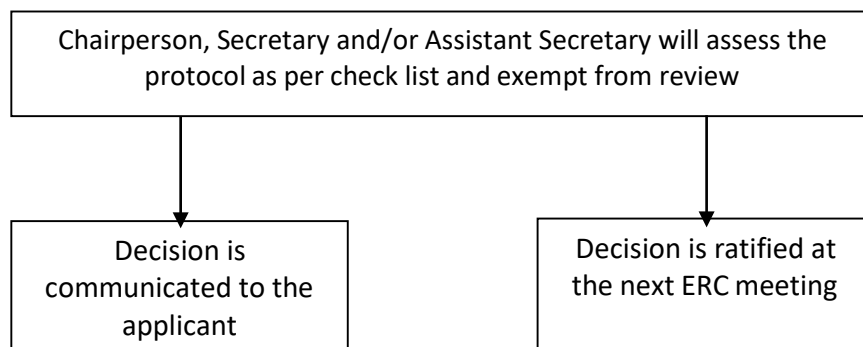 Chairperson, Secretary and/or Assistant Secretary will assess the
protocol as per check list and exempt from review
Decision is
communicated to the
applicant
Decision is ratified at
the next ERC meeting